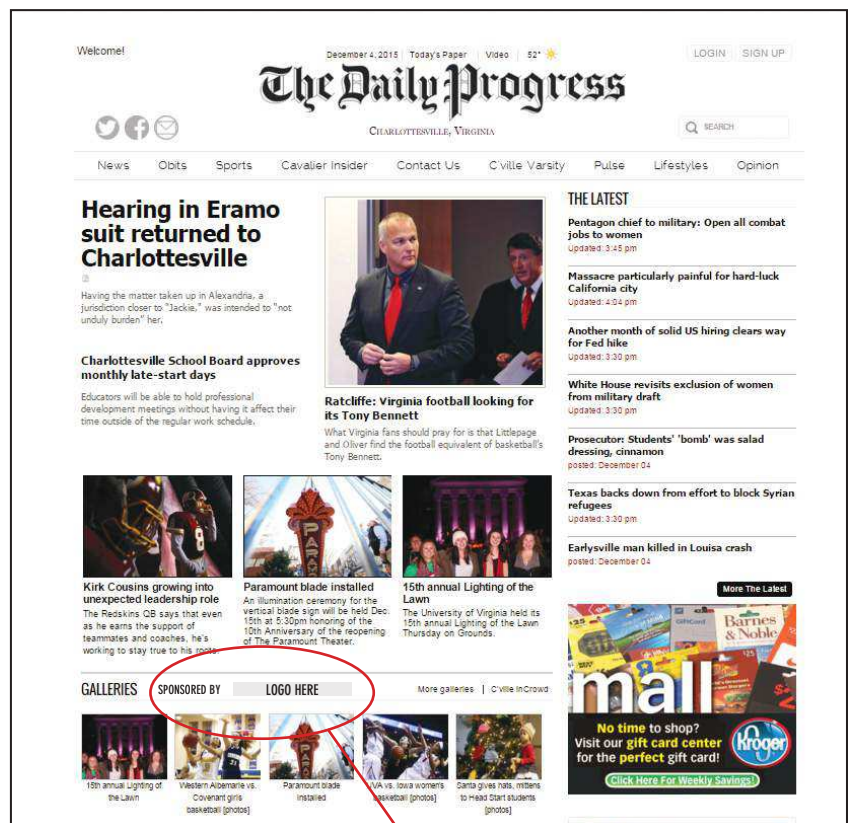 Welcome!
December 4, 2015 Today's Paper Video 52°
LOGIN SIGN UP
The Daily Progress
CHARLOTTESVILLE, VIRGINIA
SEARCH
News Obits Sports Cavalier Insider Contact Us C'ville Varsity Pulse Lifestyles Opinion
Hearing in Eramo
suit returned to
Charlottesville
Having the matter taken up in Alexandria, a
jurisdiction closer to "Jackie," was intended to "not
unduly burden" her.
Charlottesville School Board approves
monthly late-start days
Educators will be able to hold professional
development meetings without having it affect their
time outside of the regular work schedule.
Ratcliffe: Virginia football looking for
its Tony Bennett
What Virginia fans should pray for is that Littlepage
and Oliver find the football equivalent of basketball's
Tony Bennett.
THE LATEST
Pentagon chief to military: Open all combat
jobs to women
Updated: 3:45 pm
Massacre particularly painful for hard-luck
California city
Updated: 4:04 pm
Another month of solid US hiring clears way
for Fed hike
Updated: 3:30 pm
White House revisits exclusion of women
from military draft
Updated: 3:30 pm
Prosecutor: Students' 'bomb' was salad
dressing, cinnamon
posted: December 04
Texas backs down from effort to block Syrian
refugees
Updated: 3:30 pm
Earlysville man killed in Louisa crash
posted: December 04
More The Latest
Kirk Cousins growing into
unexpected leadership role
The Redskins QB says that even
as he earns the support of
teammates and coaches, he's
working to stay true to his roots.
PARA
Paramount blade installed
An illumination ceremony for the
vertical blade sign will be held Dec.
15th at 5:30pm honoring of the
10th Anniversary of the reopening
of The Paramount Theater.
15th annual Lighting of the
Lawn
The University of Virginia held its
15th annual Lighting of the Lawn
Thursday on Grounds.
GALLERIES SPONSORED BY LOGO HERE More galleries | C'ville InCrowd
15th annual Lighting of
the Lawn
Western Albemarle vs.
Covenant girls
basketball [photos]
Paramount blade
installed
UVA vs. Iowa women's
basketball [photos]
Santa gives hats, mittens
to Head Start students
[photos]
GiftCard
Barnes
& Noble
mall
No time to shop?
Visit our gift card center
for the perfect gift card!
Kroger
Click Here For Weekly Savings!